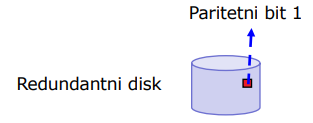 Paritetni bit 1
Redundantni disk